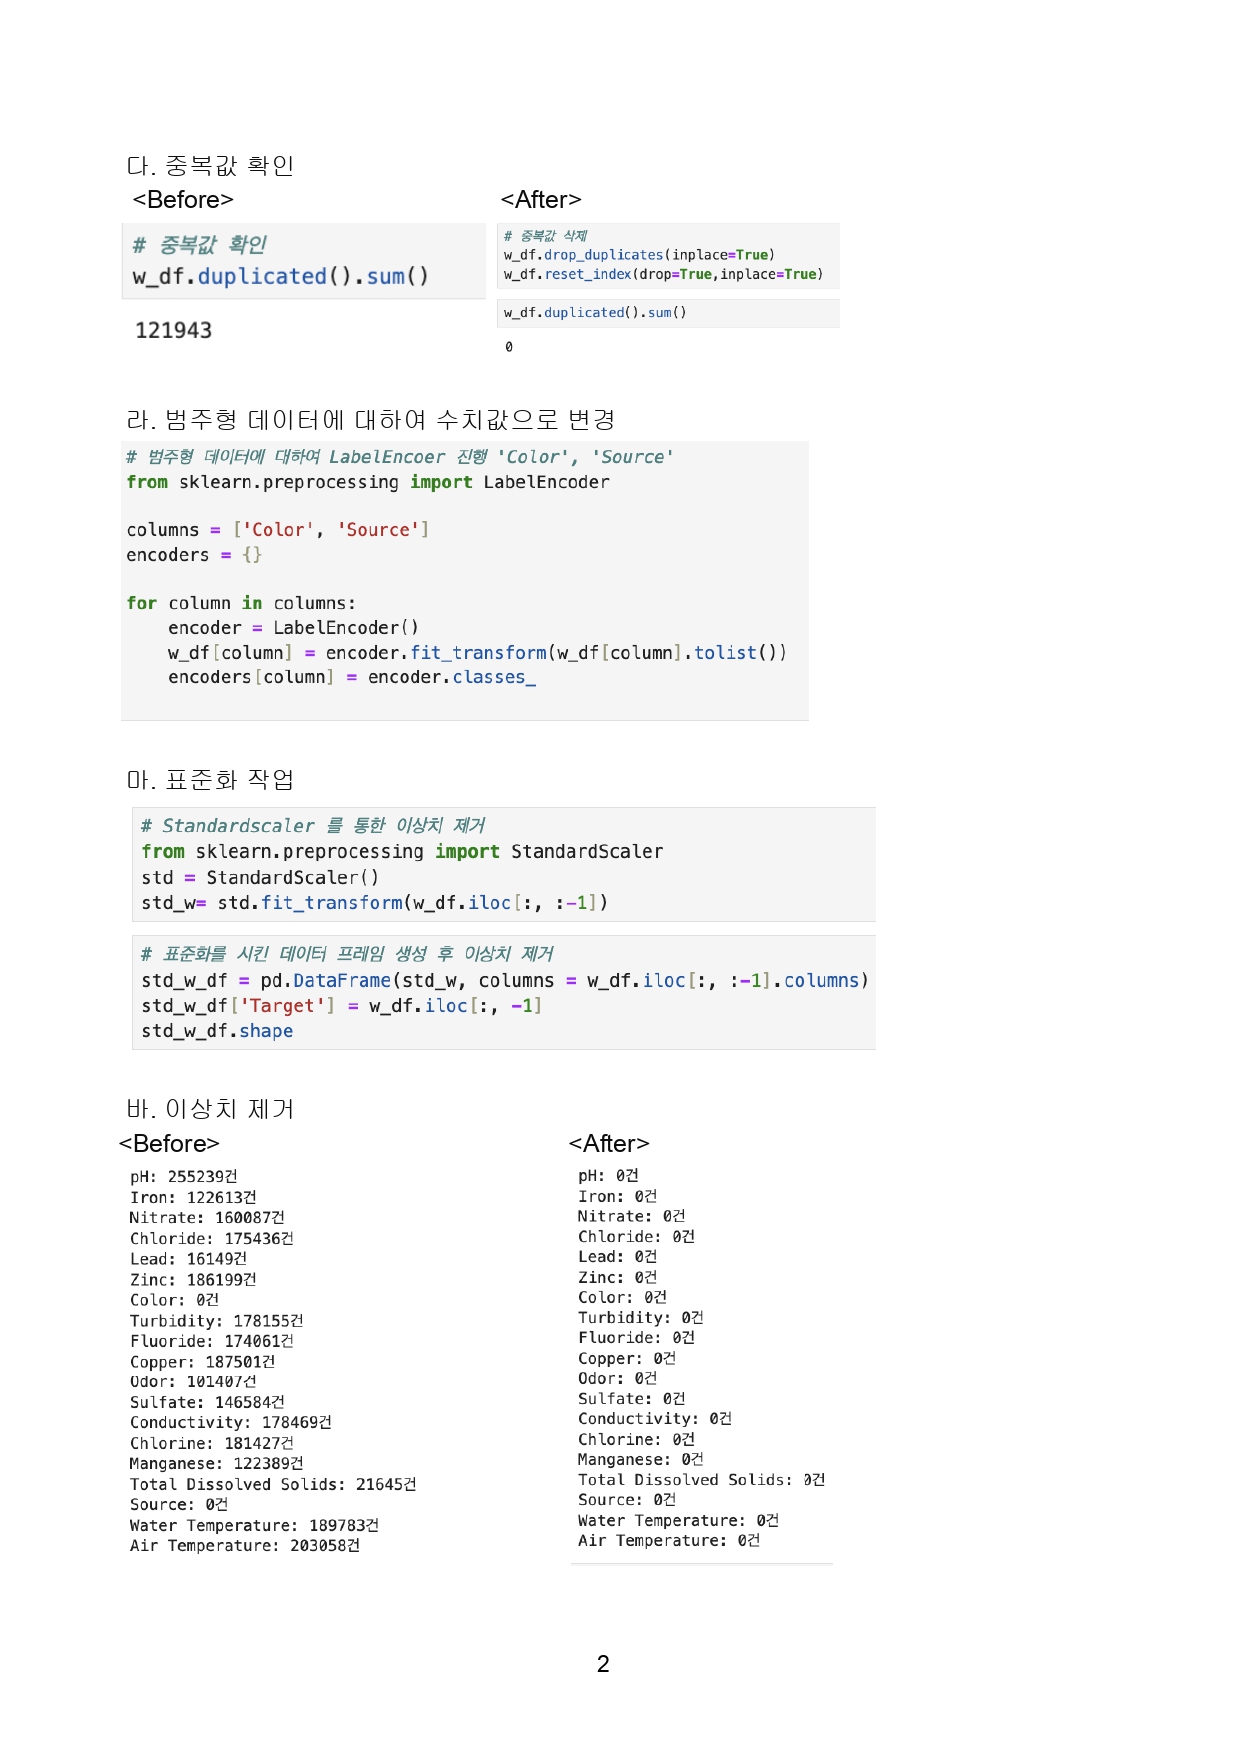 다. 중복값 확인
<Before>
# 중복값 확인
w_df.duplicated().sum()
121943
<After>
# 중복값 삭제
w_df.drop_duplicates(inplace=True)
w_df.reset_index(drop=True,inplace=True)
w_df.duplicated().sum()
0
라. 범주형 데이터에 대하여 수치값으로 변경
# 범주형 데이터에 대하여 LabelEncoer 진행 'Color', 'Source'
from sklearn.preprocessing import LabelEncoder
columns = ['Color', 'Source']
encoders = {}
for column in columns:
    encoder = LabelEncoder()
    w_df[column] = encoder.fit_transform(w_df[column].tolist())
    encoders[column] = encoder.classes_
마. 표준화 작업
# Standardscaler 를 통한 이상치 제거
from sklearn.preprocessing import StandardScaler
std = StandardScaler()
std_w= std.fit_transform(w_df.iloc[:, :-1])
# 표준화를 시킨 데이터 프레임 생성 후 이상치 제거
std_w_df = pd.DataFrame(std_w, columns = w_df.iloc[:, :-1].columns)
std_w_df['Target'] = w_df.iloc[:, -1]
std_w_df.shape
바. 이상치 제거
<Before>
pH: 255239건
Iron: 122613건
Nitrate: 160087건
Chloride: 175436건
Lead: 16149건
Zinc: 186199건
Color: 0건
Turbidity: 178155건
Fluoride: 174061건
Copper: 187501건
Odor: 101407건
Sulfate: 146584건
Conductivity: 178469건
Chlorine: 181427건
Manganese: 122389건
Total Dissolved Solids: 21645건
Source: 0건
Water Temperature: 189783건
Air Temperature: 203058건
<After>
pH: 0건
Iron: 0건
Nitrate: 0건
Chloride: 0건
Lead: 0건
Zinc: 0건
Color: 0건
Turbidity: 0건
Fluoride: 0건
Copper: 0건
Odor: 0건
Sulfate: 0건
Conductivity: 0건
Chlorine: 0건
Manganese: 0건
Total Dissolved Solids: 0건
Source: 0건
Water Temperature: 0건
Air Temperature: 0건
2